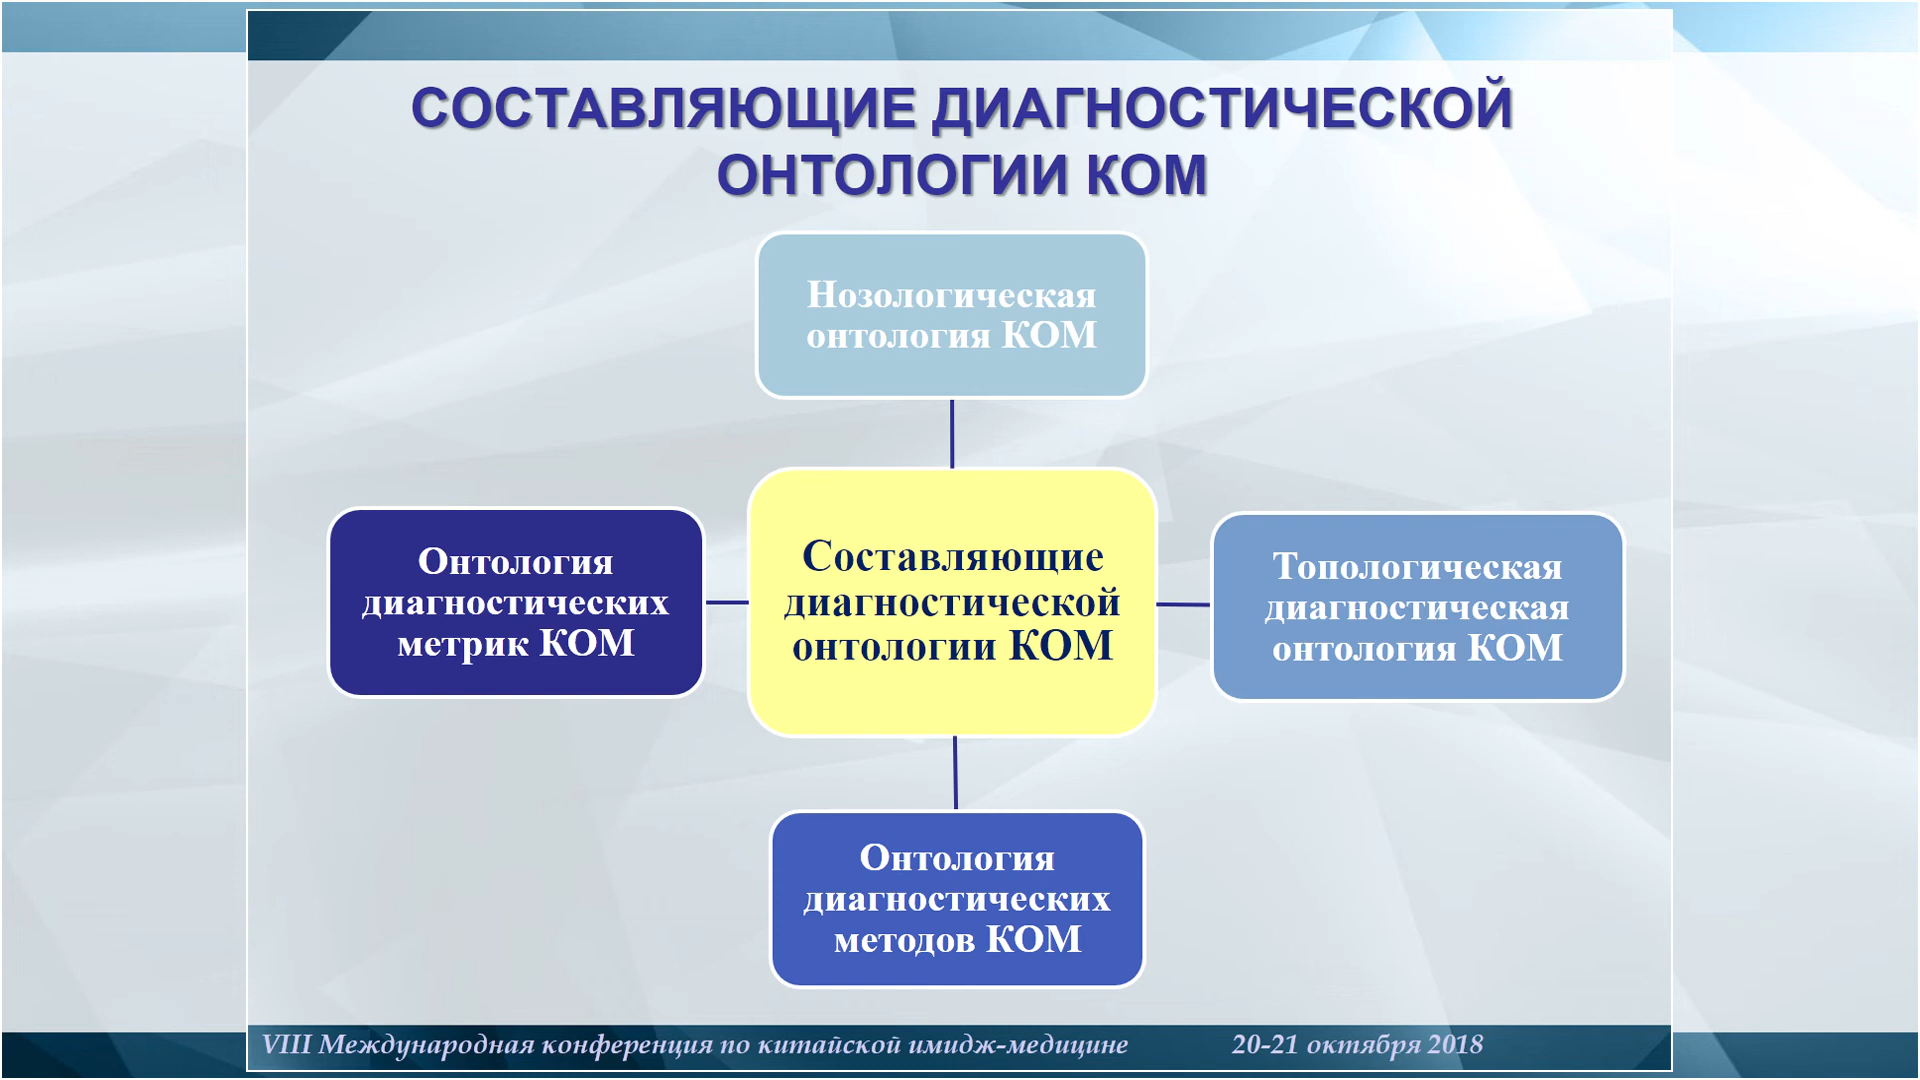 СОСТАВЛЯЮЩИЕ ДИАГНОСТИЧЕСКОЙ
ОНТОЛОГИИ КОМ
Нозологическая
онтология КОМ
Онтология
диагностических
метрик КОМ
Составляющие
диагностической
онтологии КОМ
Топологическая
диагностическая
онтология КОМ
Онтология
диагностических
методов КОМ
VIII Международная конференция по китайской имидж-медицине 20-21 октября 2018